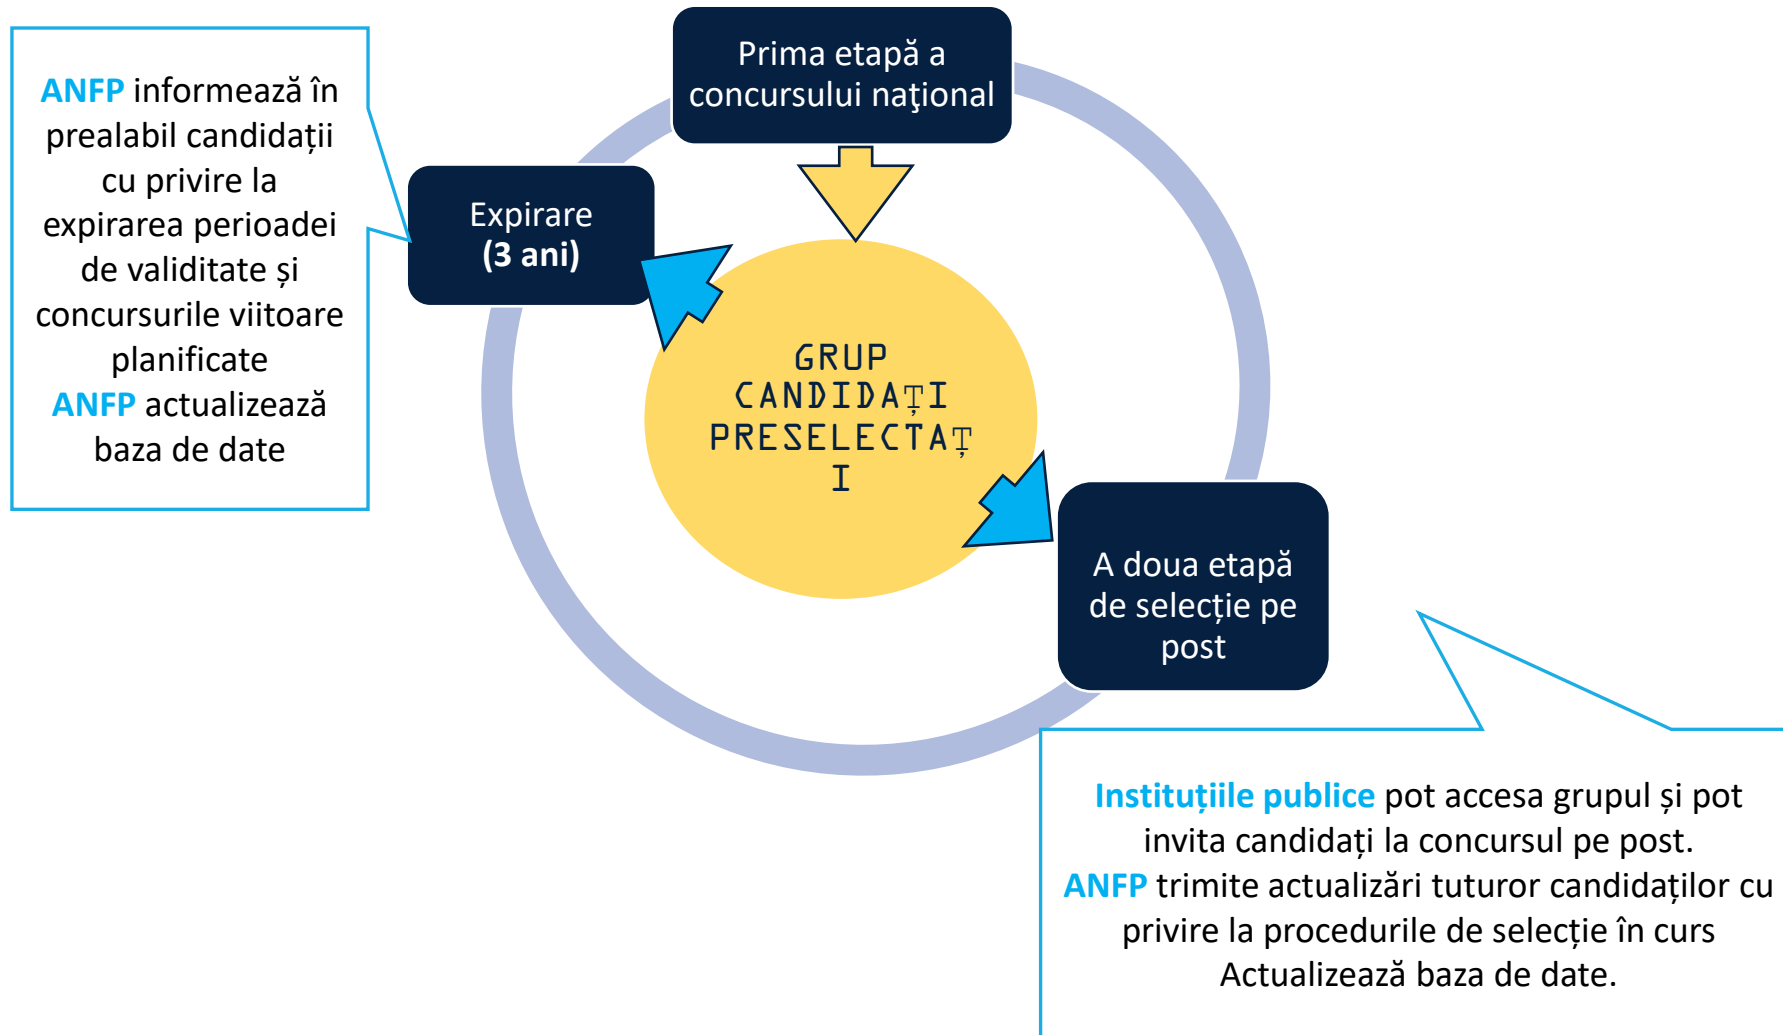 Prima etapă a
concursului naţional
ANFP informează în
prealabil candidații
cu privire la
expirarea perioadei
de validitate și
concursurile viitoare
planificate
ANFP actualizează
baza de date
Expirare
(3 ani)
GRUP
CANDIDAȚI
PRESELECTAȚ
I
A doua etapă
de selecție pe
post
Instituțiile publice pot accesa grupul și pot
invita candidați la concursul pe post.
ANFP trimite actualizări tuturor candidaților cu
privire la procedurile de selecție în curs
Actualizează baza de date.